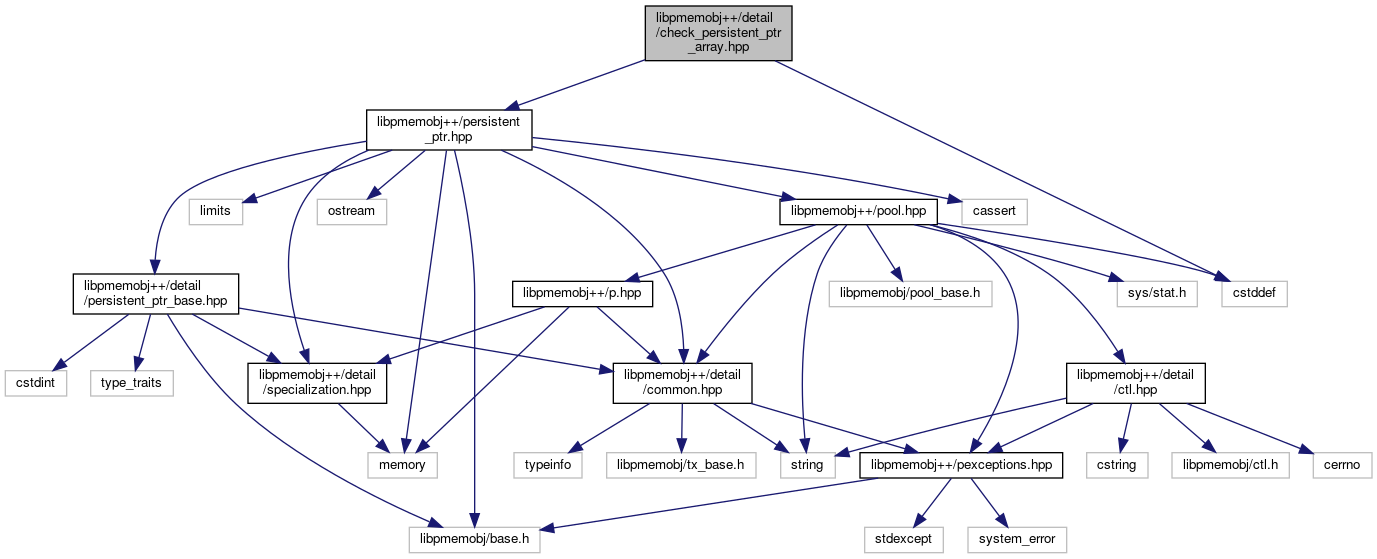 libpmemobj++/detail
/check_persistent_ptr
_array.hpp
libpmemobj++/persistent
_ptr.hpp
limits
ostream
libpmemobj++/pool.hpp
cassert
libpmemobj++/detail
/persistent_ptr_base.hpp
libpmemobj++/p.hpp
libpmemobj/pool_base.h
sys/stat.h
cstddef
cstdint
type_traits
libpmemobj++/detail
/specialization.hpp
libpmemobj++/detail
/common.hpp
libpmemobj++/detail
/ctl.hpp
memory
typeinfo
libpmemobj/tx_base.h
string
libpmemobj++/pexceptions.hpp
cstring
libpmemobj/ctl.h
cerrno
libpmemobj/base.h
stdexcept
system_error